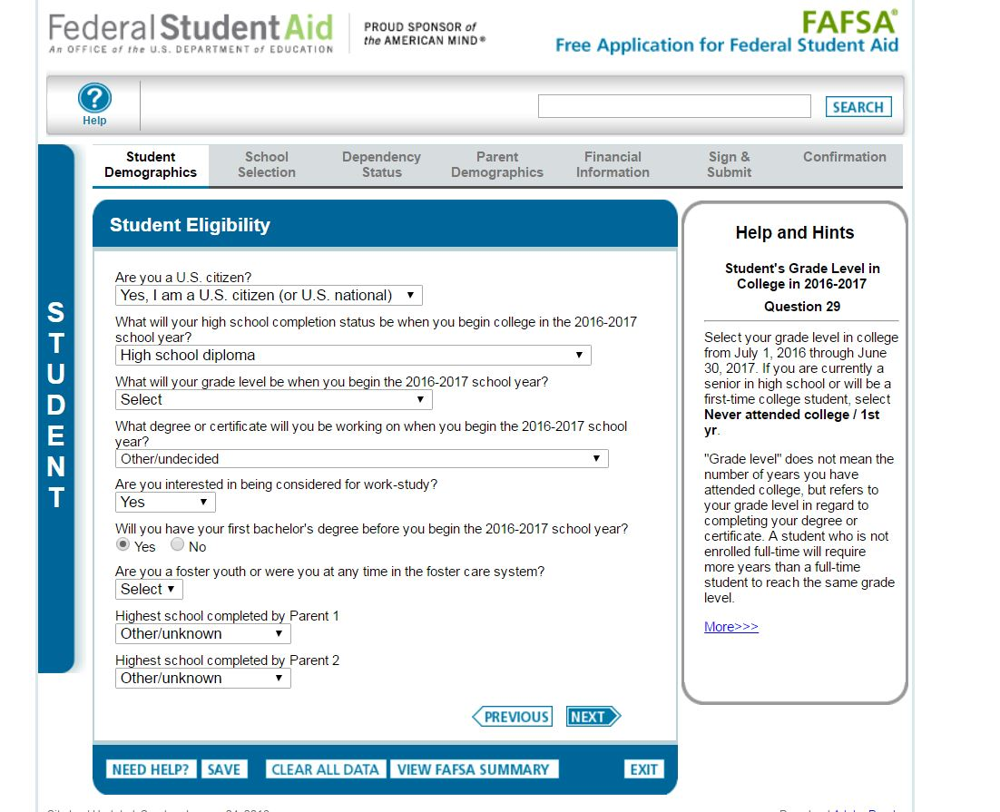 Federal Student Aid
An OFFICE of the U.S. DEPARTMENT of EDUCATION
PROUD SPONSOR of
the AMERICAN MIND®
FAFSA®
Free Application for Federal Student Aid
?
Help
SEARCH
Student
Demographics
School
Selection
Dependency
Status
Parent
Demographics
Financial
Information
Sign &
Submit
Confirmation
STUDENT
Student Eligibility
Are you a U.S. citizen?
Yes, I am a U.S. citizen (or U.S. national)
What will your high school completion status be when you begin college in the 2016-2017
school year?
High school diploma
What will your grade level be when you begin the 2016-2017 school year?
Select
What degree or certificate will you be working on when you begin the 2016-2017 school
year?
Other/undecided
Are you interested in being considered for work-study?
Yes
Will you have your first bachelor's degree before you begin the 2016-2017 school year?
Yes No
Are you a foster youth or were you at any time in the foster care system?
Select
Highest school completed by Parent 1
Other/unknown
Highest school completed by Parent 2
Other/unknown
PREVIOUS NEXT
NEED HELP? SAVE CLEAR ALL DATA VIEW FAFSA SUMMARY EXIT
Help and Hints
Student's Grade Level in
College in 2016-2017
Question 29
Select your grade level in college
from July 1, 2016 through June
30, 2017. If you are currently a
senior in high school or will be a
first-time college student, select
Never attended college / 1st
yr.
"Grade level" does not mean the
number of years you have
attended college, but refers to
your grade level in regard to
completing your degree or
certificate. A student who is not
enrolled full-time will require
more years than a full-time
student to reach the same grade
level.
More>>>